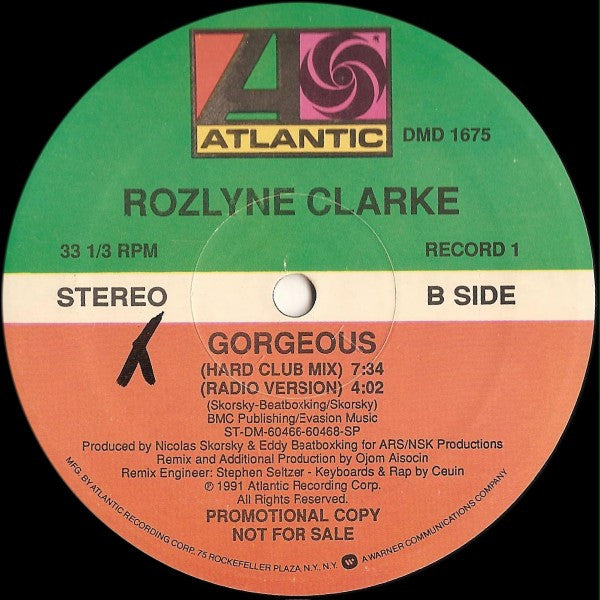 ATLANTIC
DMD 1675
ROZLYNE CLARKE
33 1/3 RPM
RECORD 1
STEREO
B SIDE
GORGEOUS
(HARD CLUB MIX) 7:34
(RADIO VERSION) 4:02
(Skorsky-Beatboxking/Skorsky)
BMC Publishing/Evasion Music
ST-DM-60466-60468-SP
Produced by Nicolas Skorsky & Eddy Beatboxking for ARS/NSK Productions
Remix and Additional Production by Ojom Aisocin
Remix Engineer: Stephen Seltzer - Keyboards & Rap by Ceuin
℗ 1991 Atlantic Recording Corp.
All Rights Reserved.
PROMOTIONAL COPY
NOT FOR SALE
MFG. BY ATLANTIC RECORDING CORP., 75 ROCKEFELLER PLAZA, N.Y., N.Y. W A WARNER COMMUNICATIONS COMPANY